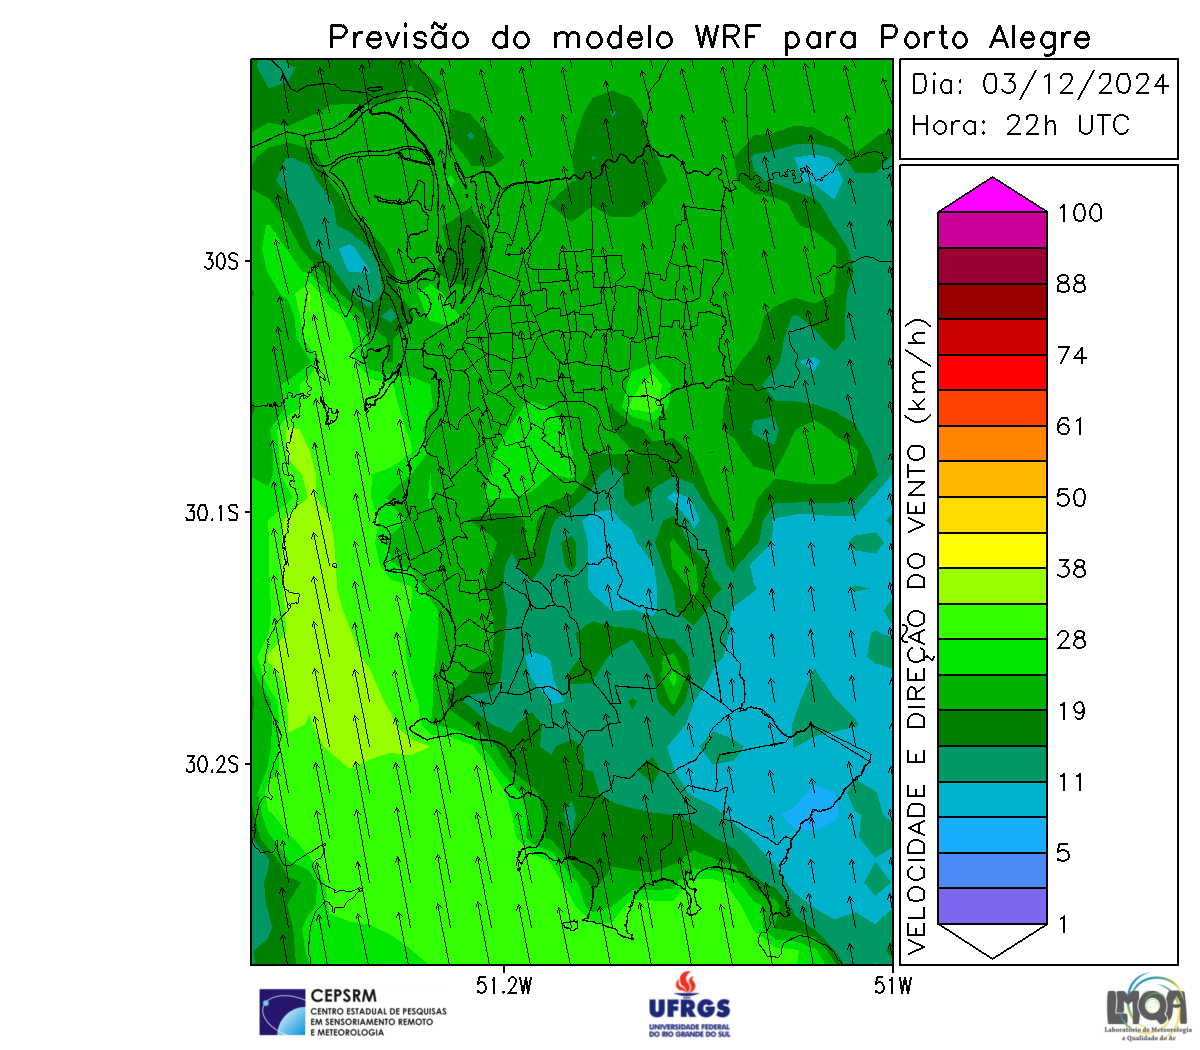 Previsão do modelo WRF para Porto Alegre
Dia: 03/12/2024
Hora: 22h UTC
30S
30.1S
30.2S
51.2W
51W
VELOCIDADE E DIREÇÃO DO VENTO (km/h)
100
88
74
61
50
38
28
19
11
5
1
CEPSRM
CENTRO ESTADUAL DE PESQUISAS
EM SENSORIAMENTO REMOTO
E METEOROLOGIA
UFRGS
UNIVERSIDADE FEDERAL
DO RIO GRANDE DO SUL
LMQA
Laboratório de Meteorologia
e Qualidade do Ar